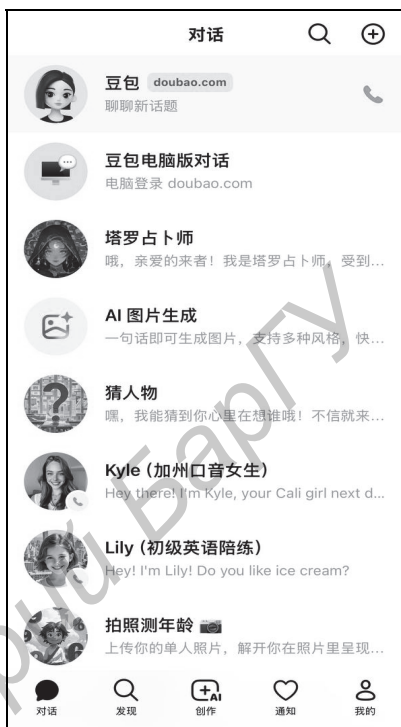 对话
豆包 doubao.com
聊聊新话题
豆包电脑版对话
电脑登录 doubao.com
塔罗占卜师
哦，亲爱的来者！我是塔罗占卜师，受到...
AI 图片生成
一句话即可生成图片，支持多种风格，快...
猜人物
嘿，我能猜到你心里在想谁哦！不信就来...
Kyle（加州口音女生）
Hey there! I'm Kyle, your Cali girl next d...
Lily（初级英语陪练）
Hey! I'm Lily! Do you like ice cream?
拍照测年龄
上传你的单人照片，解开你在照片里呈现...
AI
对话 发现 创作 通知 我的
БарГу